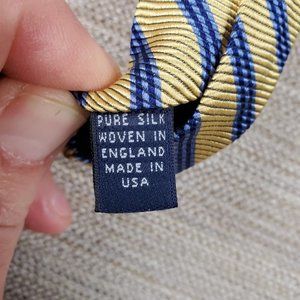 PURE SILK
WOVEN IN
ENGLAND
MADE IN
USA